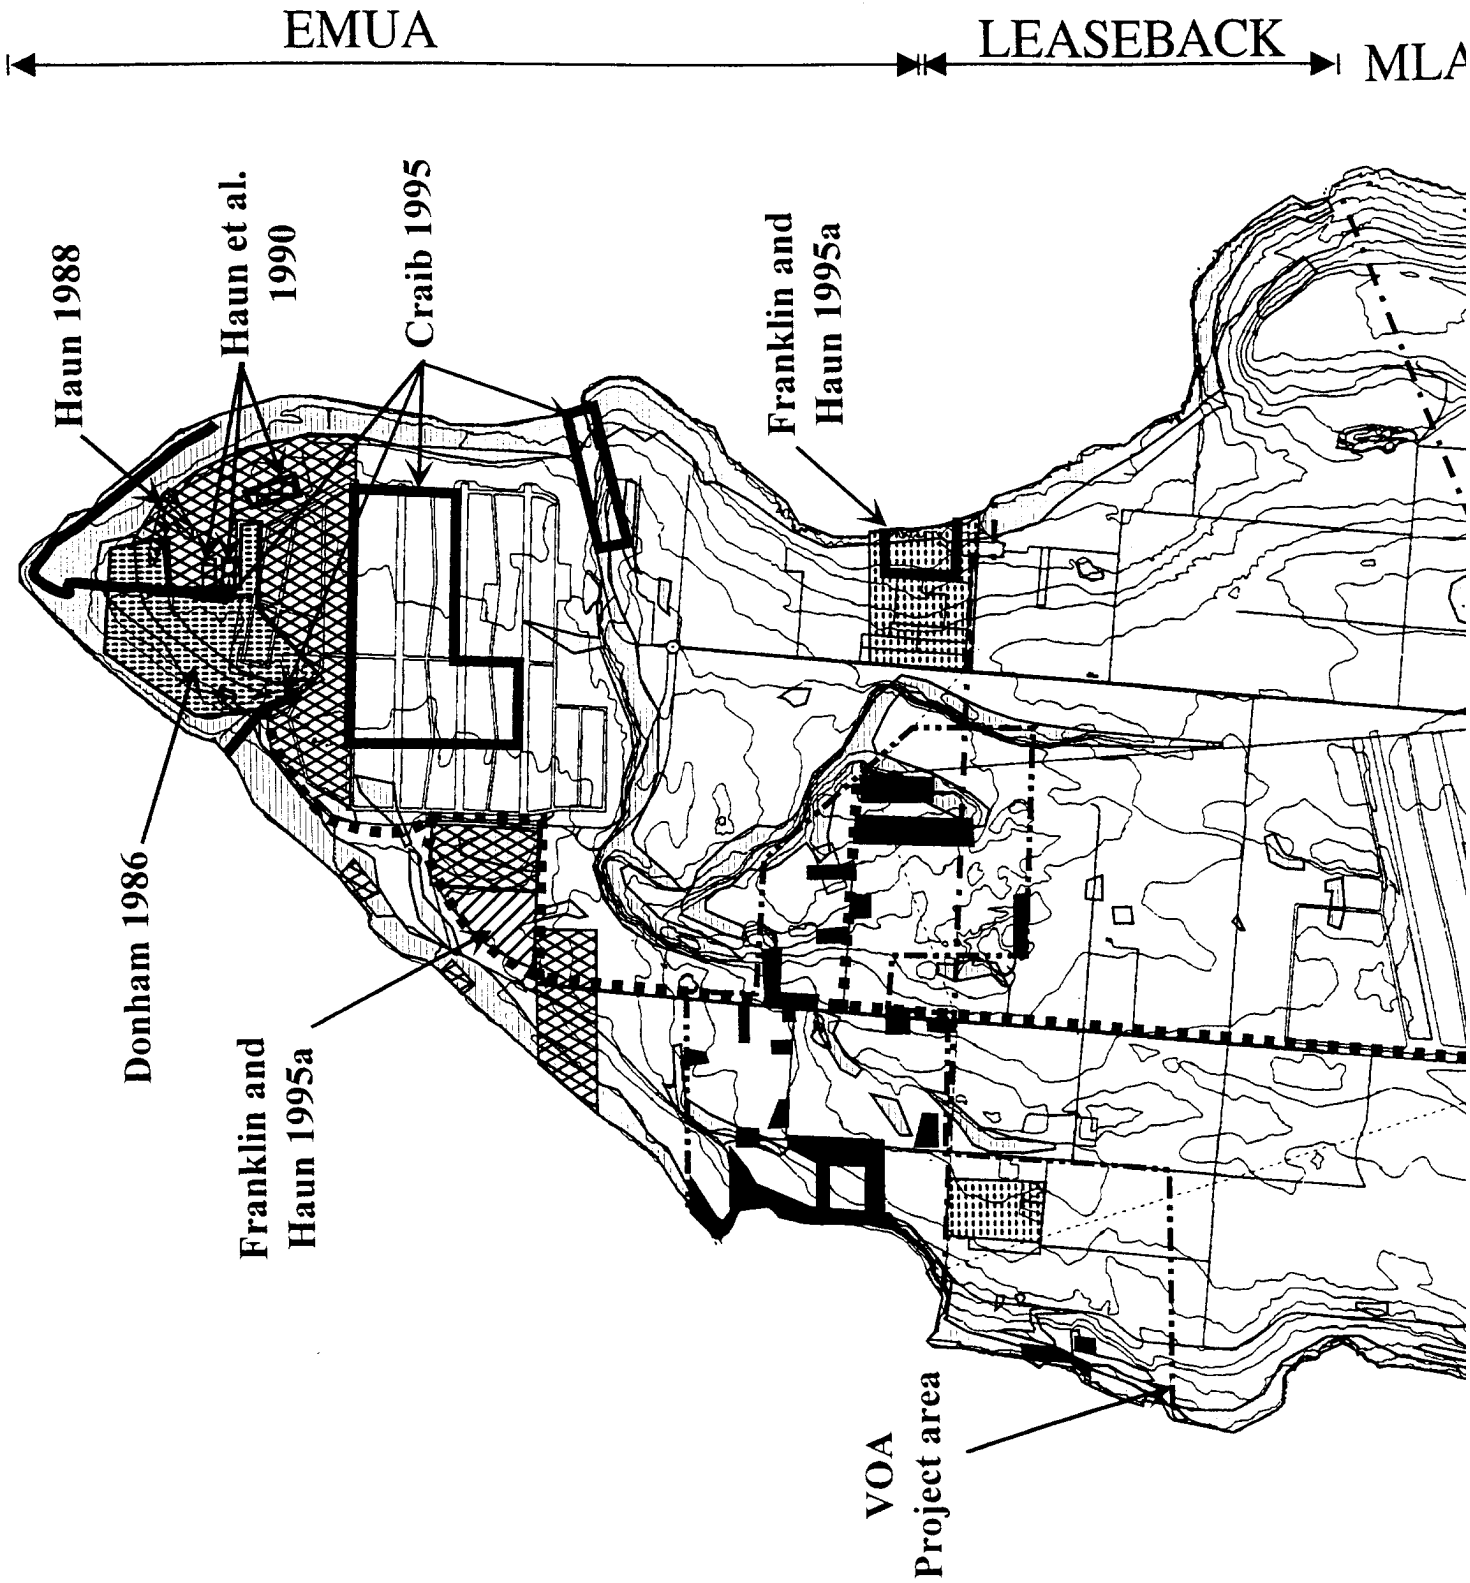 EMUA
LEASEBACK
MLA
Haun 1988
Haun et al.
1990
Craib 1995
Franklin and
Haun 1995a
Donham 1986
Franklin and
Haun 1995a
VOA
Project area